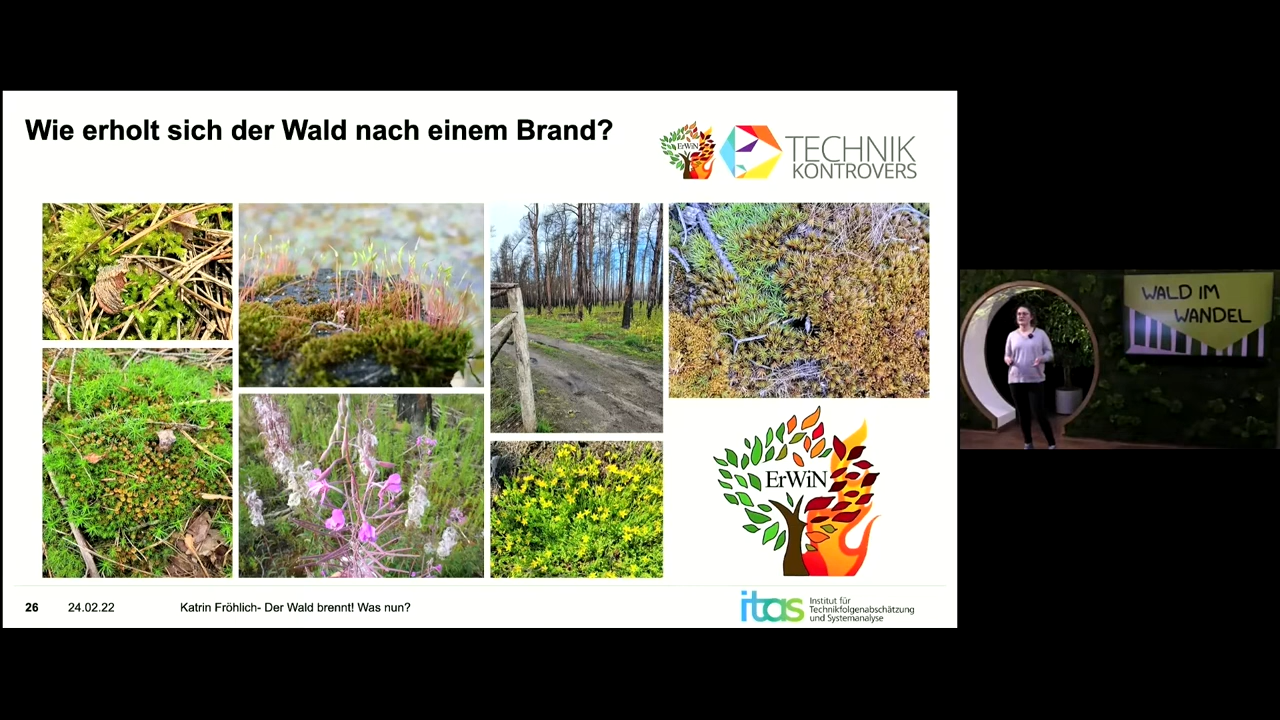 Wie erholt sich der Wald nach einem Brand?
ErWiN
TECHNIK
KONTROVERS
WALD IM
WANDEL
ErWiN
26
24.02.22
Katrin Fröhlich- Der Wald brennt! Was nun?
itas
Institut für
Technikfolgenabschätzung
und Systemanalyse